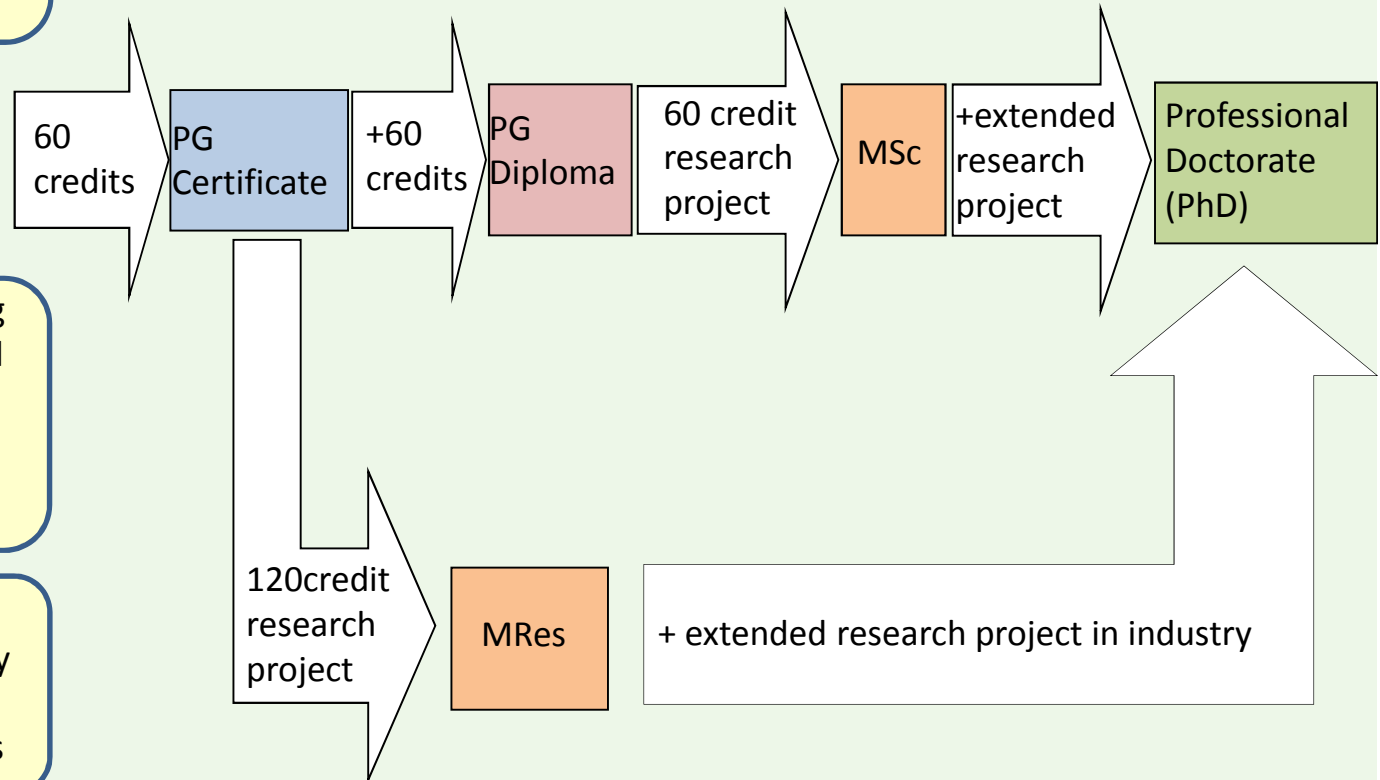 60
credits
PG
Certificate
+60
credits
PG
Diploma
60 credit
research
project
MSc
+extended
research
project
Professional
Doctorate
(PhD)
120credit
research
project
MRes
+ extended research project in industry